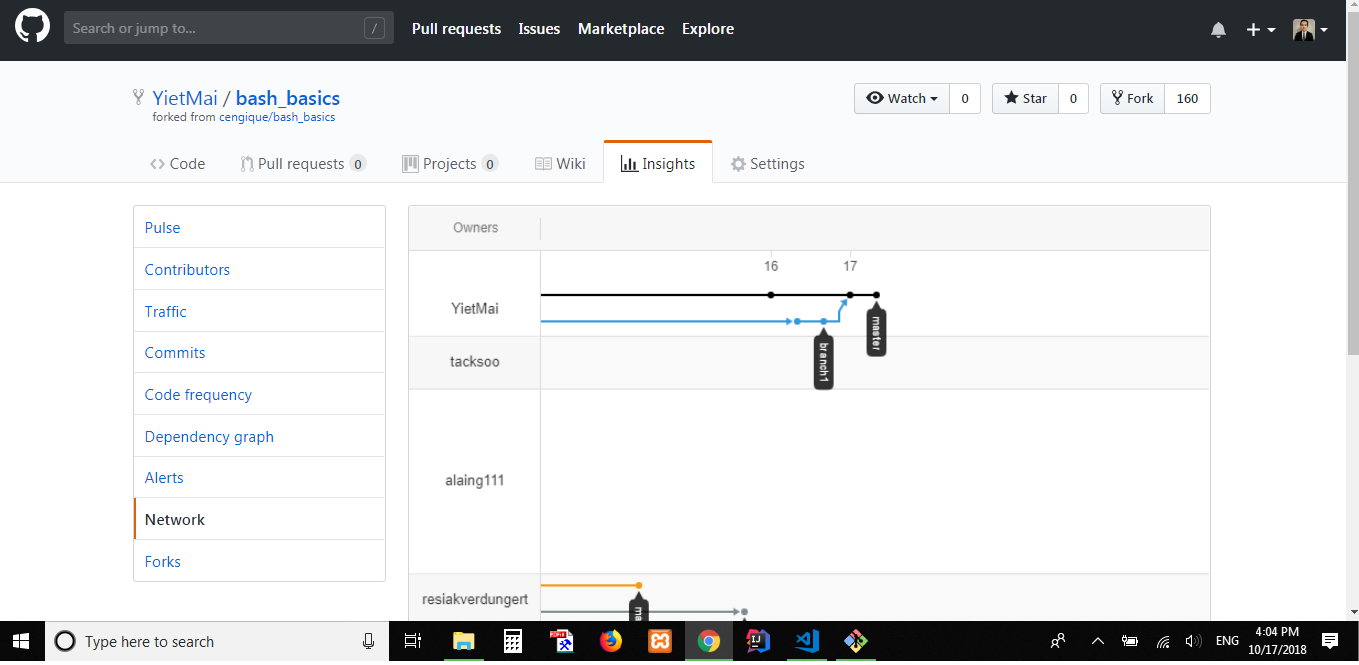 Search or jump to... / Pull requests Issues Marketplace Explore
YietMai / bash_basics Watch 0 Star 0 Fork 160
forked from cengique/bash_basics
Code Pull requests 0 Projects 0 Wiki Insights Settings
Pulse
Contributors
Traffic
Commits
Code frequency
Dependency graph
Alerts
Network
Forks
Owners
16 17
YietMai
master
branch1
tacksoo
alaing111
resiakverdungert
ma
Type here to search
ENG
4:04 PM
10/17/2018